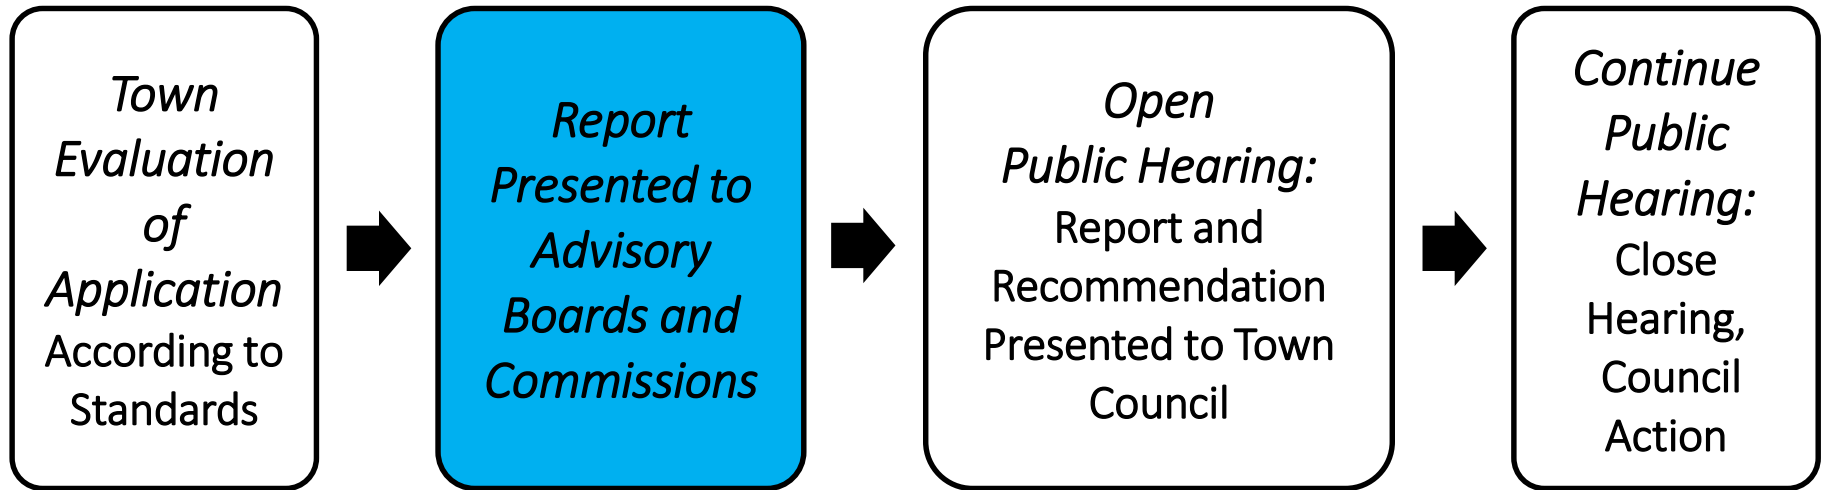 Town
Evaluation
of
Application
According to
Standards
Report
Presented to
Advisory
Boards and
Commissions
Open
Public Hearing:
Report and
Recommendation
Presented to Town
Council
Continue
Public
Hearing:
Close
Hearing,
Council
Action